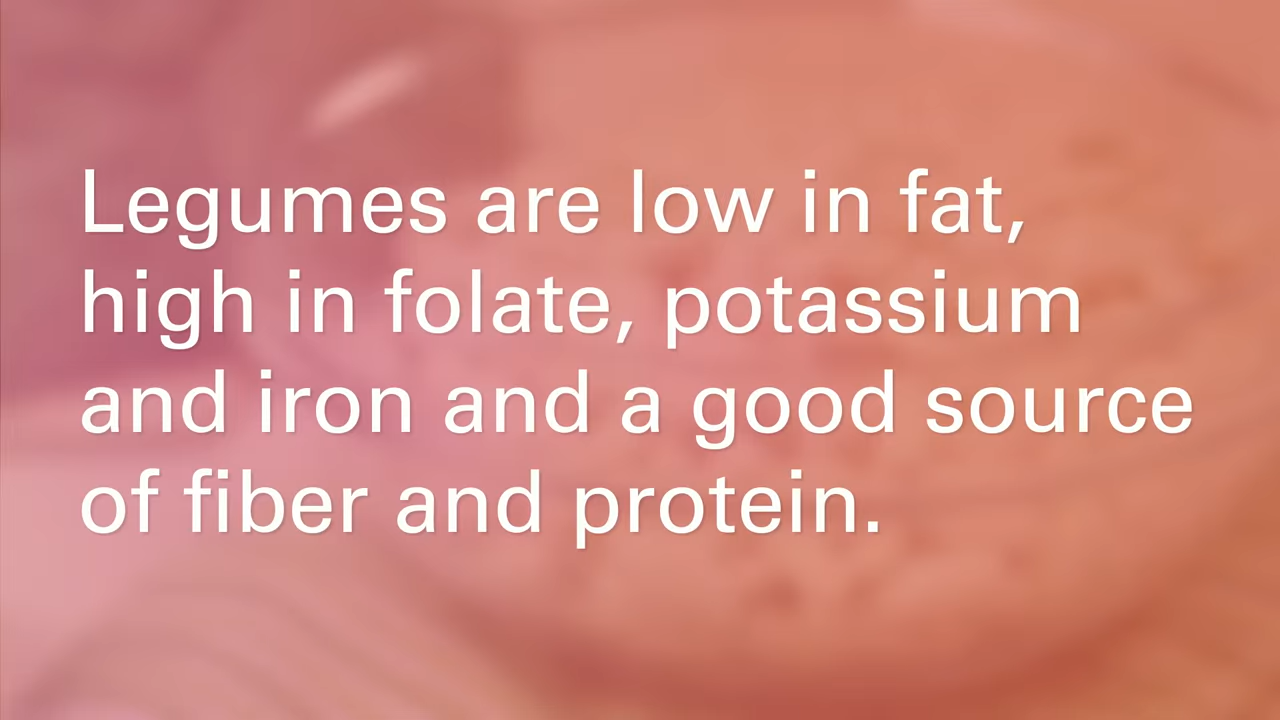 Legumes are low in fat,
high in folate, potassium
and iron and a good source
of fiber and protein.